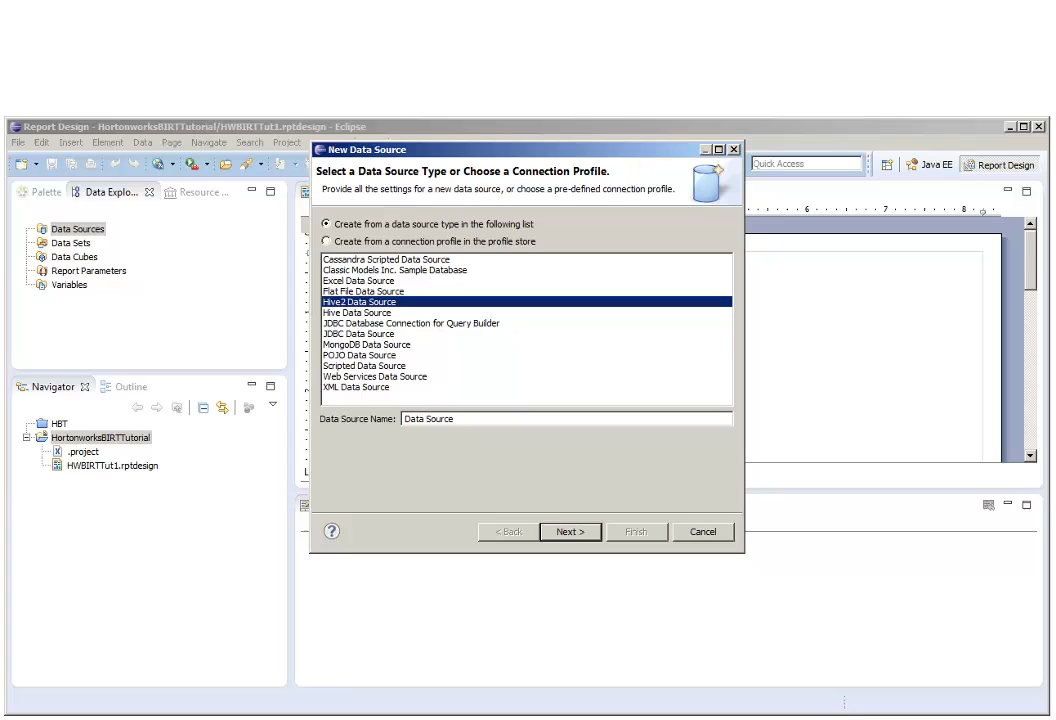 Report Design - HortonworksBIRTTutorial/HWBIRTTut1.rptdesign - Eclipse
File Edit Insert Element Data Page Navigate Search Project
Quick Access
Java EE
Report Design
Palette
Data Explo...
Resource ...
Data Sources
Data Sets
Data Cubes
Report Parameters
Variables
Navigator
Outline
HBT
HortonworksBIRTTutorial
.project
HWBIRTTut1.rptdesign
New Data Source
Select a Data Source Type or Choose a Connection Profile.
Provide all the settings for a new data source, or choose a pre-defined connection profile.
Create from a data source type in the following list
Create from a connection profile in the profile store
Cassandra Scripted Data Source
Classic Models Inc. Sample Database
Excel Data Source
Flat File Data Source
Hive2 Data Source
Hive Data Source
JDBC Database Connection for Query Builder
JDBC Data Source
MongoDB Data Source
POJO Data Source
Scripted Data Source
Web Services Data Source
XML Data Source
Data Source Name: Data Source
< Back
Next >
Finish
Cancel
6 7 8